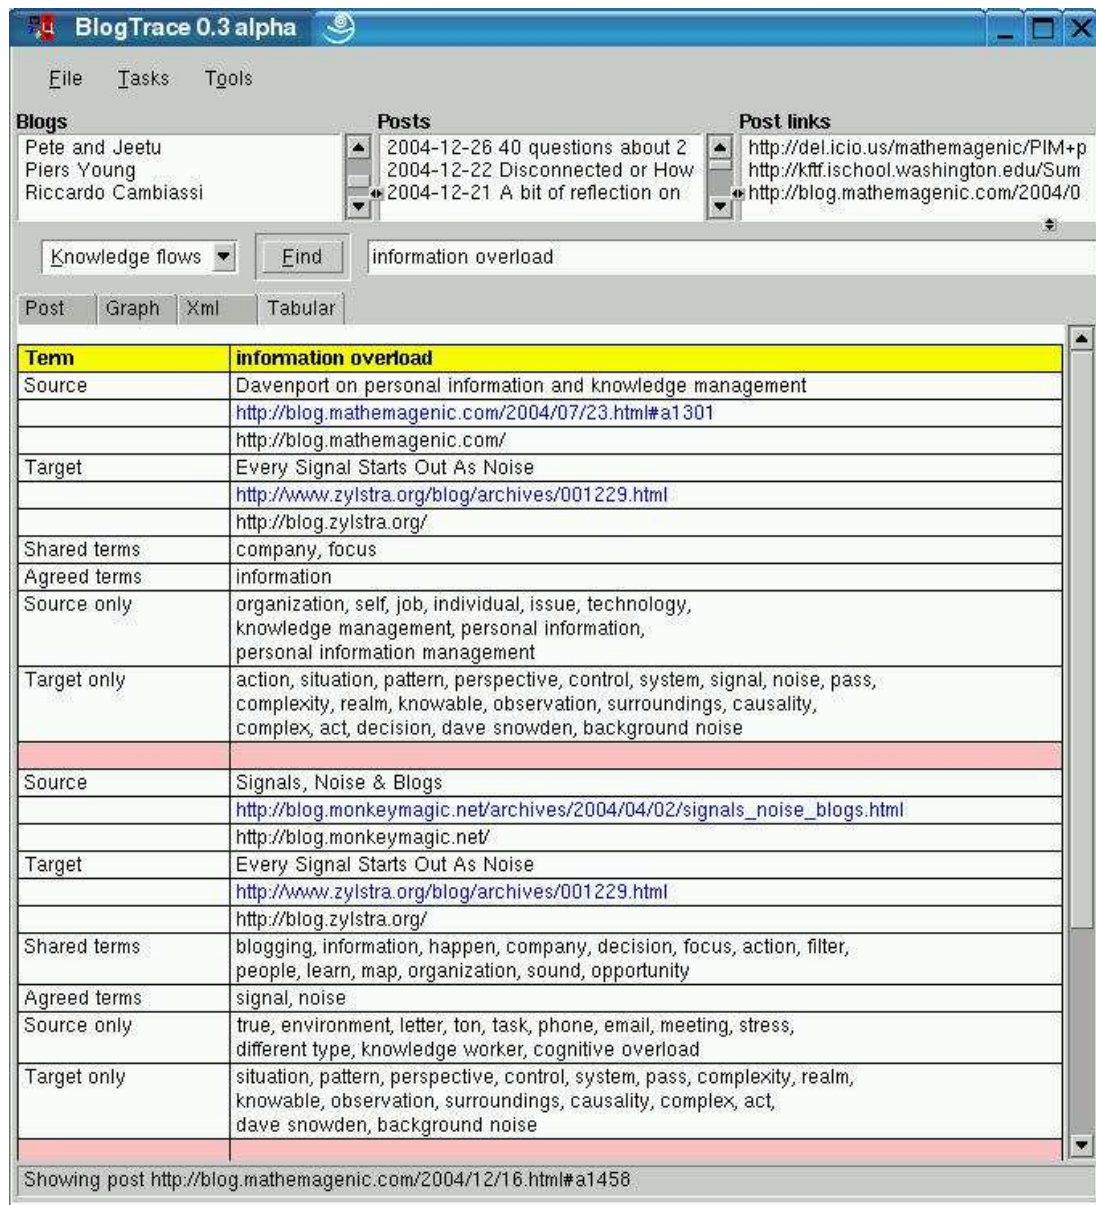 BlogTrace 0.3 alpha
File Tasks Tools
Blogs Posts Post links
Pete and Jeetu 2004-12-26 40 questions about 2 http://del.icio.us/mathemagenic/PIM+p
Piers Young 2004-12-22 Disconnected or How http://kftf.ischool.washington.edu/Sum
Riccardo Cambiassi 2004-12-21 A bit of reflection on http://blog.mathemagenic.com/2004/0
Knowledge flows Find information overload
Post Graph Xml Tabular
Term information overload
Source Davenport on personal information and knowledge management
http://blog.mathemagenic.com/2004/07/23.html#a1301
http://blog.mathemagenic.com/
Target Every Signal Starts Out As Noise
http://www.zylstra.org/blog/archives/001229.html
http://blog.zylstra.org/
Shared terms company, focus
Agreed terms information
Source only organization, self, job, individual, issue, technology,
knowledge management, personal information,
personal information management
Target only action, situation, pattern, perspective, control, system, signal, noise, pass,
complexity, realm, knowable, observation, surroundings, causality,
complex, act, decision, dave snowden, background noise
Source Signals, Noise & Blogs
http://blog.monkeymagic.net/archives/2004/04/02/signals_noise_blogs.html
http://blog.monkeymagic.net/
Target Every Signal Starts Out As Noise
http://www.zylstra.org/blog/archives/001229.html
http://blog.zylstra.org/
Shared terms blogging, information, happen, company, decision, focus, action, filter,
people, learn, map, organization, sound, opportunity
Agreed terms signal, noise
Source only true, environment, letter, ton, task, phone, email, meeting, stress,
different type, knowledge worker, cognitive overload
Target only situation, pattern, perspective, control, system, pass, complexity, realm,
knowable, observation, surroundings, causality, complex, act,
dave snowden, background noise
Showing post http://blog.mathemagenic.com/2004/12/16.html#a1458